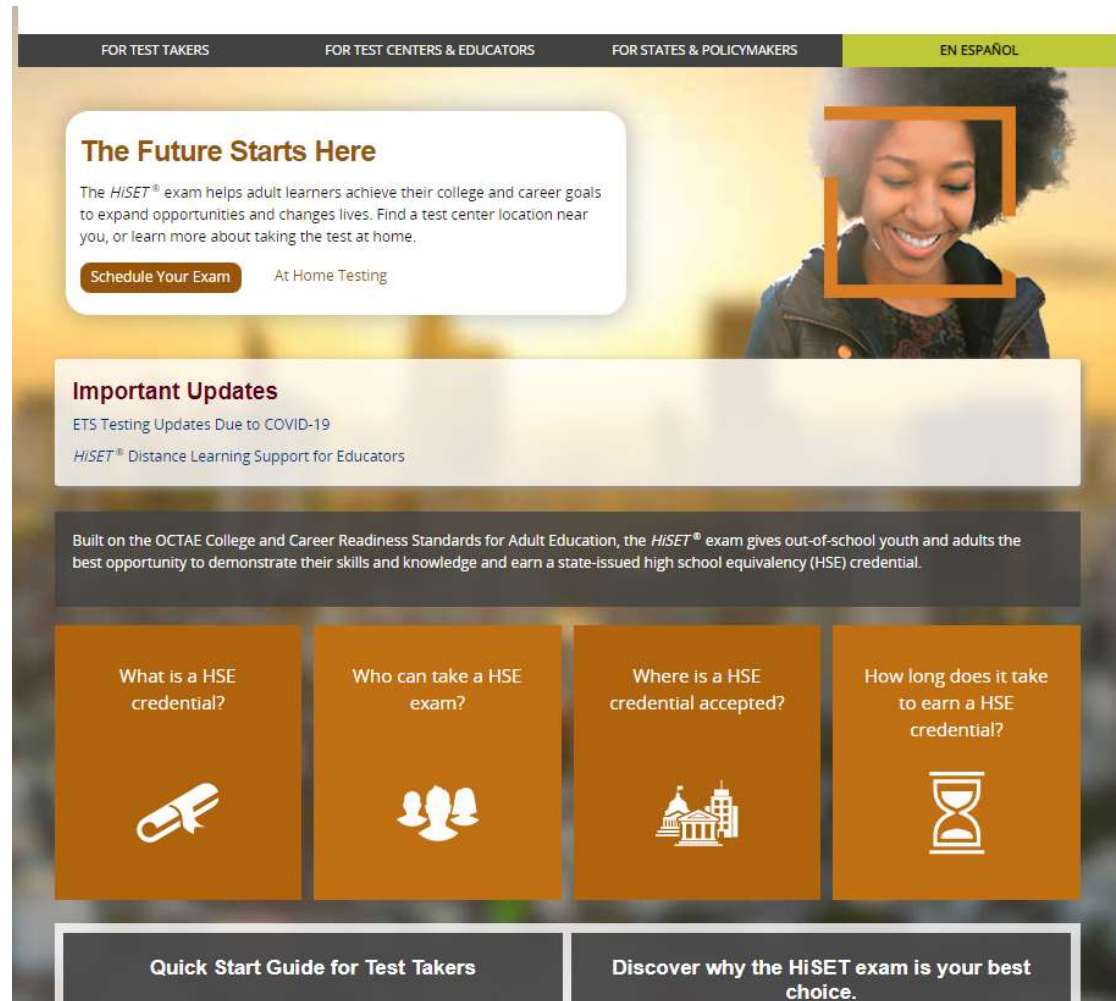 FOR TEST TAKERS
FOR TEST CENTERS & EDUCATORS
FOR STATES & POLICYMAKERS
EN ESPAÑOL
The Future Starts Here
The HiSET® exam helps adult learners achieve their college and career goals
to expand opportunities and changes lives. Find a test center location near
you, or learn more about taking the test at home.
Schedule Your Exam
At Home Testing
Important Updates
ETS Testing Updates Due to COVID-19
HiSET® Distance Learning Support for Educators
Built on the OCTAE College and Career Readiness Standards for Adult Education, the HiSET® exam gives out-of-school youth and adults the
best opportunity to demonstrate their skills and knowledge and earn a state-issued high school equivalency (HSE) credential.
What is a HSE
credential?
Who can take a HSE
exam?
Where is a HSE
credential accepted?
How long does it take
to earn a HSE
credential?
Quick Start Guide for Test Takers
Discover why the HiSET exam is your best
choice.